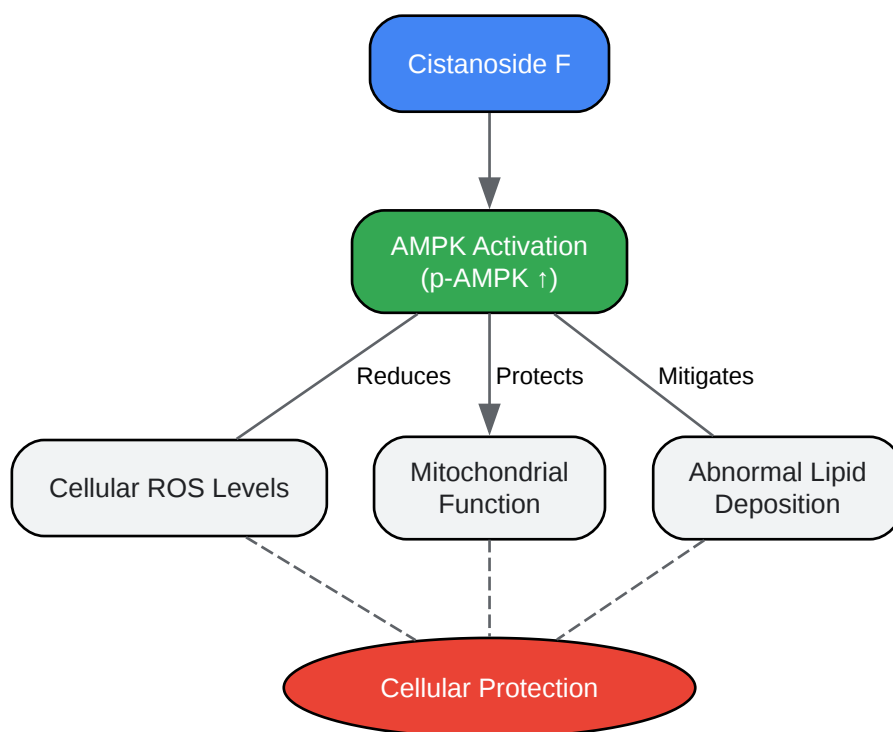 Cistanoside F
AMPK Activation
(p-AMPK ↑)
Reduces
Protects
Mitigates
Cellular ROS Levels
Mitochondrial
Function
Abnormal Lipid
Deposition
Cellular Protection